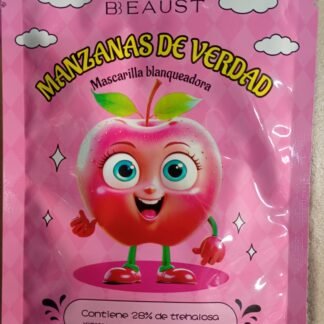 BEAUST
MANZANAS DE VERDAD
Mascarilla blanqueadora
Contiene 28% de trehalosa